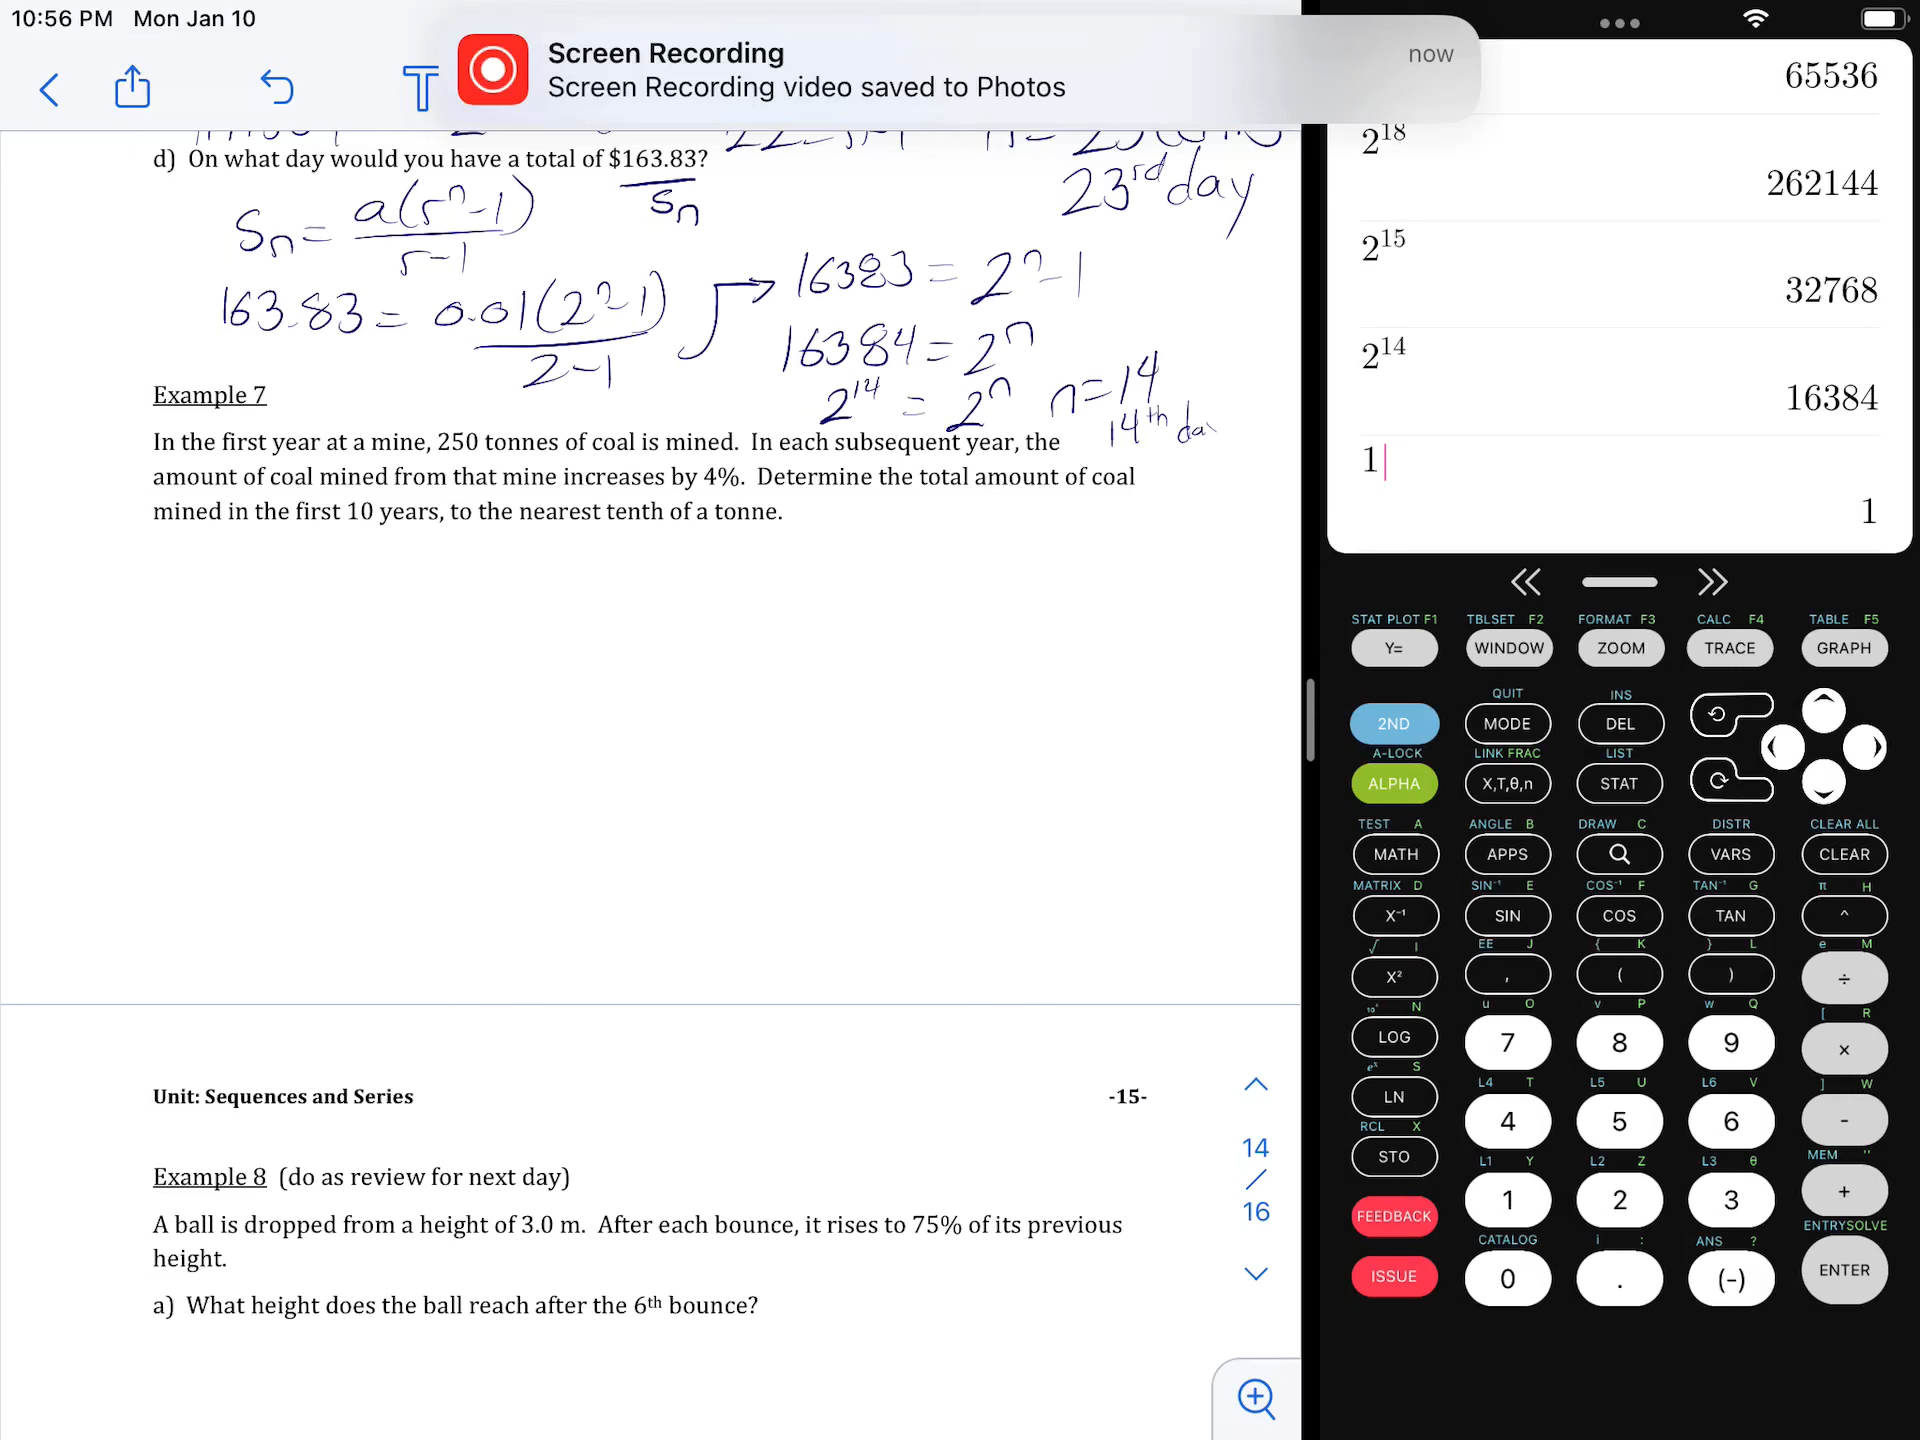 10:56 PM Mon Jan 10
Screen Recording now
Screen Recording video saved to Photos
d) On what day would you have a total of $163.83?
Sn
23rd day
Sn = a(r^n-1)
r-1
163.83 = 0.01(2^n-1)
2-1
16383 = 2^n-1
16384 = 2^n
2^14 = 2^n n=14
14th day
Example 7
In the first year at a mine, 250 tonnes of coal is mined. In each subsequent year, the
amount of coal mined from that mine increases by 4%. Determine the total amount of coal
mined in the first 10 years, to the nearest tenth of a tonne.
Unit: Sequences and Series -15-
Example 8 (do as review for next day)
A ball is dropped from a height of 3.0 m. After each bounce, it rises to 75% of its previous
height.
a) What height does the ball reach after the 6th bounce?
14
/
16
65536
2^18
262144
2^15
32768
2^14
16384
1
1
STAT PLOT F1 TBLSET F2 FORMAT F3 CALC F4 TABLE F5
Y= WINDOW ZOOM TRACE GRAPH
QUIT INS
2ND MODE DEL
A-LOCK LINK FRAC LIST
ALPHA X,T,θ,n STAT
TEST A ANGLE B DRAW C DISTR CLEAR ALL
MATH APPS VARS CLEAR
MATRIX D SIN⁻¹ E COS⁻¹ F TAN⁻¹ G π H
X⁻¹ SIN COS TAN ^
√ I EE J { K } L e M
X² , ( ) ÷
10ˣ N u O v P w Q [ R
LOG 7 8 9 ×
eˣ S L4 T L5 U L6 V ] W
LN 4 5 6 -
RCL X L1 Y L2 Z L3 θ MEM "
STO 1 2 3 +
FEEDBACK CATALOG i : ANS ? ENTRY SOLVE
ISSUE 0 . (-) ENTER